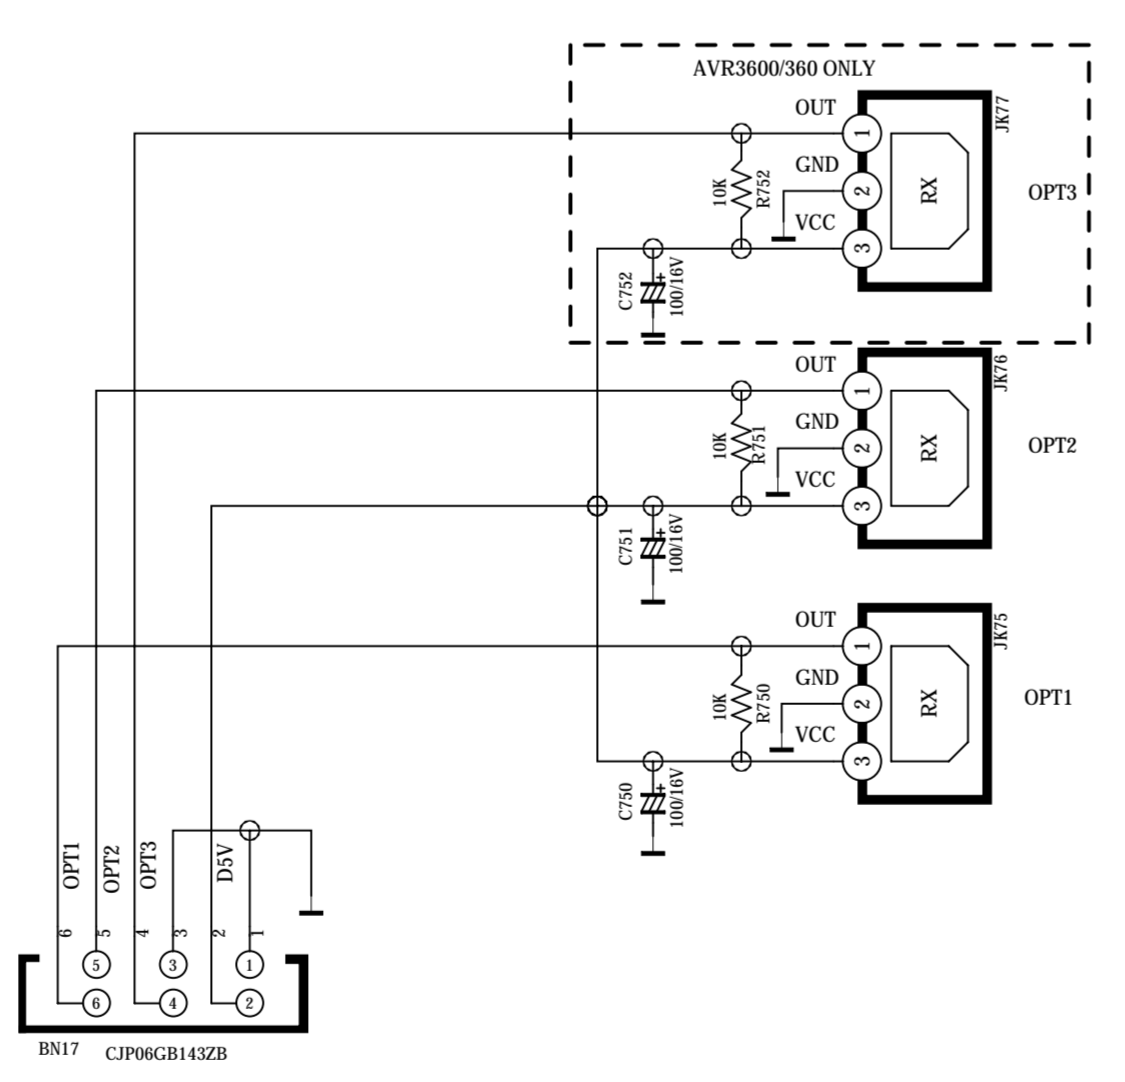 AVR3600/360 ONLY
JK77
OUT
1
GND
2
VCC
3
RX
OPT3
10K
R752
C752
+
100/16V
JK76
OUT
1
GND
2
VCC
3
RX
OPT2
10K
R751
C751
+
100/16V
JK75
OUT
1
GND
2
VCC
3
RX
OPT1
10K
R750
C750
+
100/16V
OPT1
OPT2
OPT3
D5V
6
5
4
3
2
1
5
3
1
6
4
2
BN17
CJP06GB143ZB